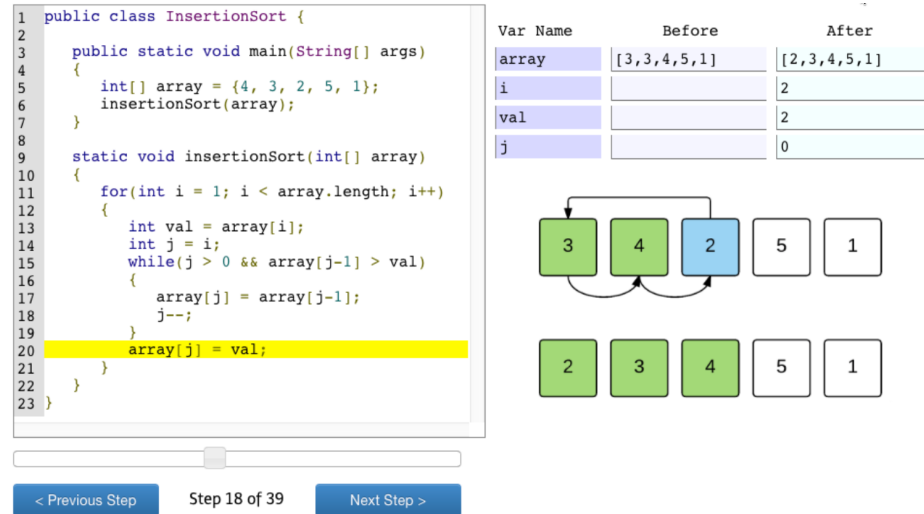 1 public class InsertionSort {
2
3 public static void main(String[] args)
4 {
5 int[] array = {4, 3, 2, 5, 1};
6 insertionSort(array);
7 }
8
9 static void insertionSort(int[] array)
10 {
11 for(int i = 1; i < array.length; i++)
12 {
13 int val = array[i];
14 int j = i;
15 while(j > 0 && array[j-1] > val)
16 {
17 array[j] = array[j-1];
18 j--;
19 }
20 array[j] = val;
21 }
22 }
23 }
< Previous Step Step 18 of 39 Next Step >
Var Name Before After
array [3,3,4,5,1] [2,3,4,5,1]
i 2
val 2
j 0
3 4 2 5 1
2 3 4 5 1